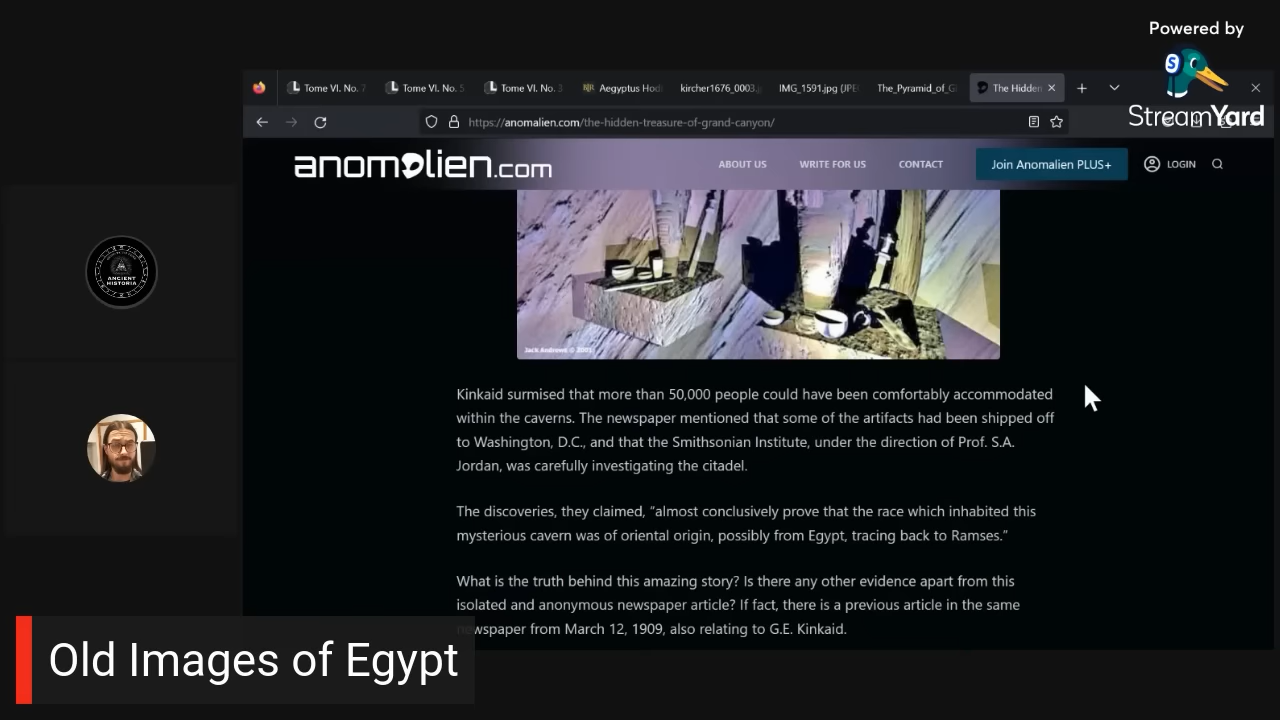 Powered by
StreamYard
Tome VI. No. 7
Tome VI. No. 5
Tome VI. No. 3
Aegyptus Hod
kircher1676_0003.
IMG_1591.jpg (JPE
The_Pyramid_of_G
The Hidden
https://anomalien.com/the-hidden-treasure-of-grand-canyon/
anomalien.com
ABOUT US
WRITE FOR US
CONTACT
Join Anomalien PLUS+
LOGIN
ANCIENT
HISTORIA
Jack Andrews © 2001
Kinkaid surmised that more than 50,000 people could have been comfortably accommodated
within the caverns. The newspaper mentioned that some of the artifacts had been shipped off
to Washington, D.C., and that the Smithsonian Institute, under the direction of Prof. S.A.
Jordan, was carefully investigating the citadel.
The discoveries, they claimed, “almost conclusively prove that the race which inhabited this
mysterious cavern was of oriental origin, possibly from Egypt, tracing back to Ramses.”
What is the truth behind this amazing story? Is there any other evidence apart from this
isolated and anonymous newspaper article? If fact, there is a previous article in the same
newspaper from March 12, 1909, also relating to G.E. Kinkaid.
Old Images of Egypt